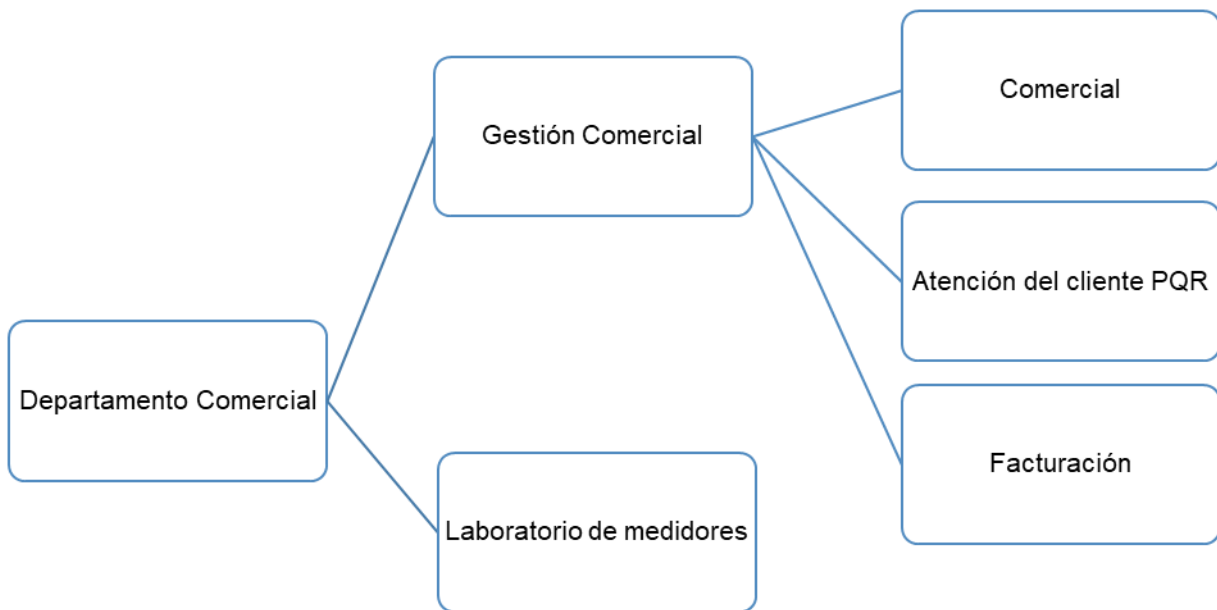 Comercial
Gestión Comercial
Atención del cliente PQR
Departamento Comercial
Facturación
Laboratorio de medidores